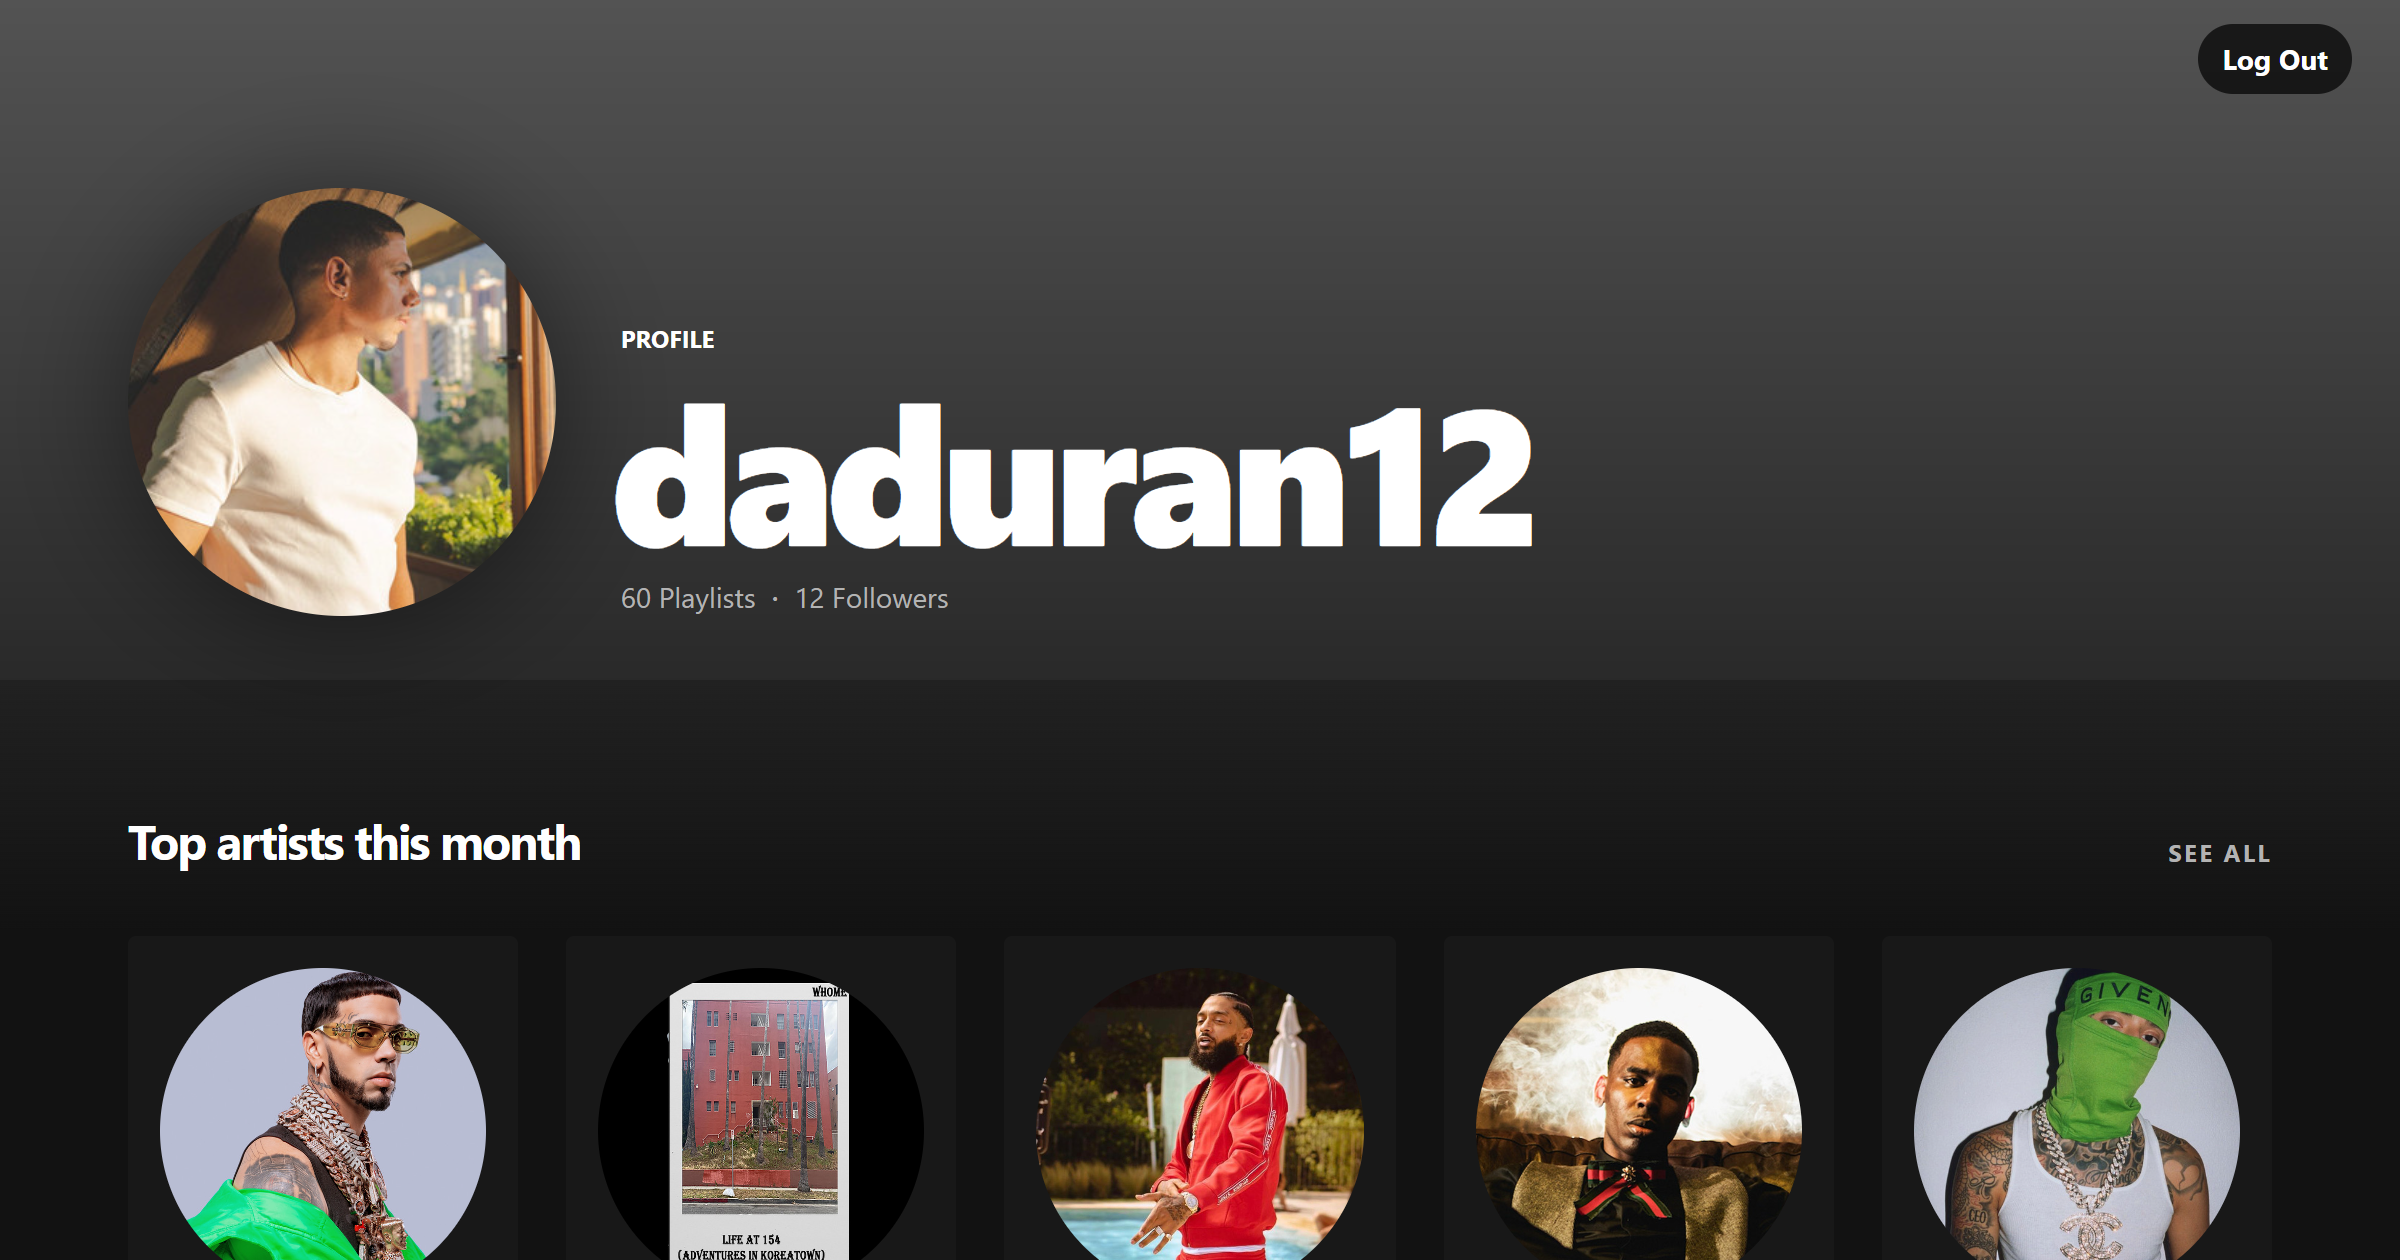 Log Out
PROFILE
daduran12
60 Playlists · 12 Followers
Top artists this month
SEE ALL
WHOME
LIFE AT 154
(ADVENTURES IN KOREATOWN)
GIVEN
CEO